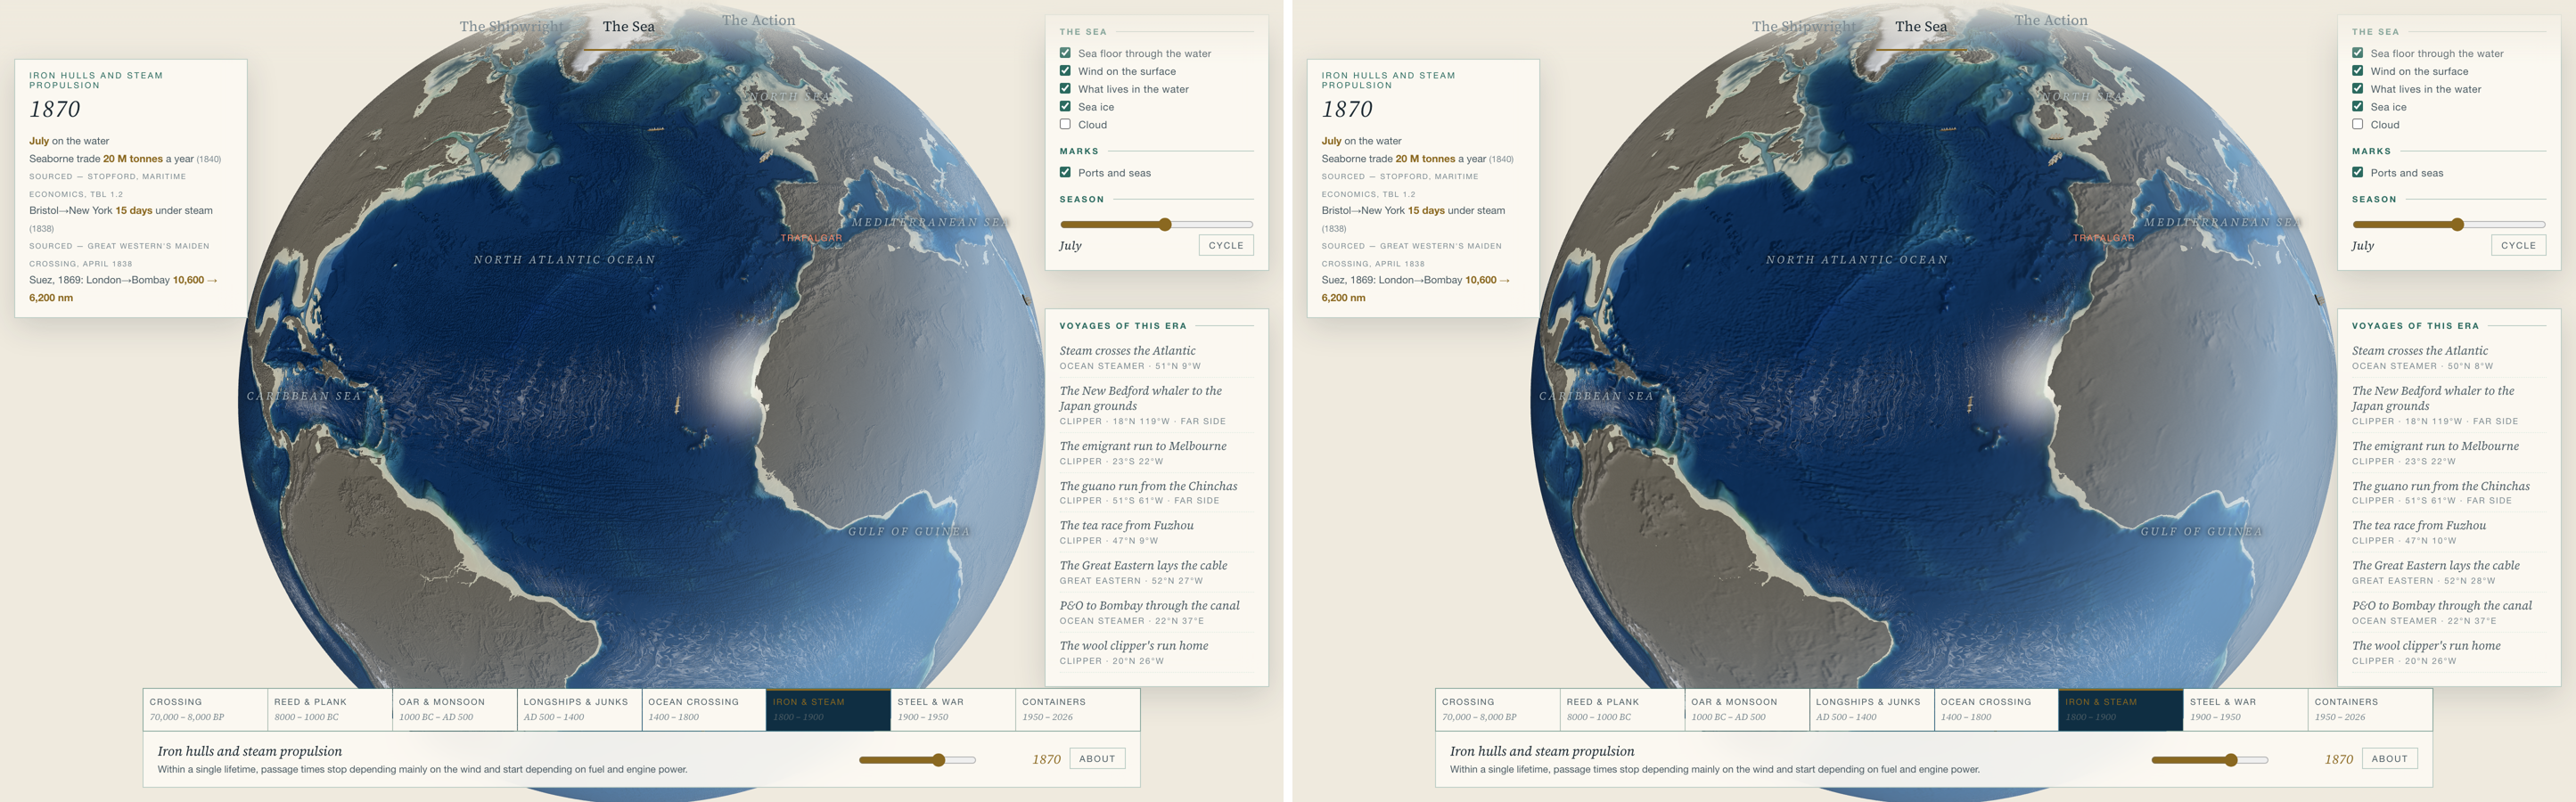 The Shipwright The Sea The Action
IRON HULLS AND STEAM
PROPULSION
1870
July on the water
Seaborne trade 20 M tonnes a year (1840)
SOURCED — STOPFORD, MARITIME
ECONOMICS, TBL 1.2
Bristol→New York 15 days under steam
(1838)
SOURCED — GREAT WESTERN'S MAIDEN
CROSSING, APRIL 1838
Suez, 1869: London→Bombay 10,600 →
6,200 nm
NORTH SEA
MEDITERRANEAN SEA
TRAFALGAR
NORTH ATLANTIC OCEAN
CARIBBEAN SEA
GULF OF GUINEA
THE SEA
Sea floor through the water
Wind on the surface
What lives in the water
Sea ice
Cloud
MARKS
Ports and seas
SEASON
July CYCLE
VOYAGES OF THIS ERA
Steam crosses the Atlantic
OCEAN STEAMER · 51°N 9°W
The New Bedford whaler to the
Japan grounds
CLIPPER · 18°N 119°W · FAR SIDE
The emigrant run to Melbourne
CLIPPER · 23°S 22°W
The guano run from the Chinchas
CLIPPER · 51°S 61°W · FAR SIDE
The tea race from Fuzhou
CLIPPER · 47°N 9°W
The Great Eastern lays the cable
GREAT EASTERN · 52°N 27°W
P&O to Bombay through the canal
OCEAN STEAMER · 22°N 37°E
The wool clipper's run home
CLIPPER · 20°N 26°W
CROSSING REED & PLANK OAR & MONSOON LONGSHIPS & JUNKS OCEAN CROSSING IRON & STEAM STEEL & WAR CONTAINERS
70,000 – 8,000 BP 8000 – 1000 BC 1000 BC – AD 500 AD 500 – 1400 1400 – 1800 1800 – 1900 1900 – 1950 1950 – 2026
Iron hulls and steam propulsion
1870 ABOUT
Within a single lifetime, passage times stop depending mainly on the wind and start depending on fuel and engine power.
The Shipwright The Sea The Action
IRON HULLS AND STEAM
PROPULSION
1870
July on the water
Seaborne trade 20 M tonnes a year (1840)
SOURCED — STOPFORD, MARITIME
ECONOMICS, TBL 1.2
Bristol→New York 15 days under steam
(1838)
SOURCED — GREAT WESTERN'S MAIDEN
CROSSING, APRIL 1838
Suez, 1869: London→Bombay 10,600 →
6,200 nm
NORTH SEA
MEDITERRANEAN SEA
TRAFALGAR
NORTH ATLANTIC OCEAN
CARIBBEAN SEA
GULF OF GUINEA
THE SEA
Sea floor through the water
Wind on the surface
What lives in the water
Sea ice
Cloud
MARKS
Ports and seas
SEASON
July CYCLE
VOYAGES OF THIS ERA
Steam crosses the Atlantic
OCEAN STEAMER · 50°N 8°W
The New Bedford whaler to the
Japan grounds
CLIPPER · 18°N 119°W · FAR SIDE
The emigrant run to Melbourne
CLIPPER · 23°S 22°W
The guano run from the Chinchas
CLIPPER · 51°S 61°W · FAR SIDE
The tea race from Fuzhou
CLIPPER · 47°N 10°W
The Great Eastern lays the cable
GREAT EASTERN · 52°N 28°W
P&O to Bombay through the canal
OCEAN STEAMER · 22°N 37°E
The wool clipper's run home
CLIPPER · 20°N 26°W
CROSSING REED & PLANK OAR & MONSOON LONGSHIPS & JUNKS OCEAN CROSSING IRON & STEAM STEEL & WAR CONTAINERS
70,000 – 8,000 BP 8000 – 1000 BC 1000 BC – AD 500 AD 500 – 1400 1400 – 1800 1800 – 1900 1900 – 1950 1950 – 2026
Iron hulls and steam propulsion
1870 ABOUT
Within a single lifetime, passage times stop depending mainly on the wind and start depending on fuel and engine power.